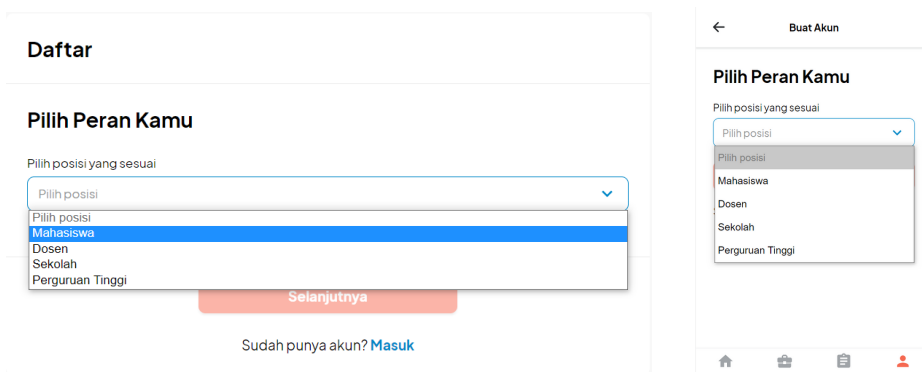 Daftar
Pilih Peran Kamu
Pilih posisi yang sesuai
Pilih posisi
Pilih posisi
Mahasiswa
Dosen
Sekolah
Perguruan Tinggi
Selanjutnya
Sudah punya akun? Masuk
Buat Akun
Pilih Peran Kamu
Pilih posisi yang sesuai
Pilih posisi
Pilih posisi
Mahasiswa
Dosen
Sekolah
Perguruan Tinggi